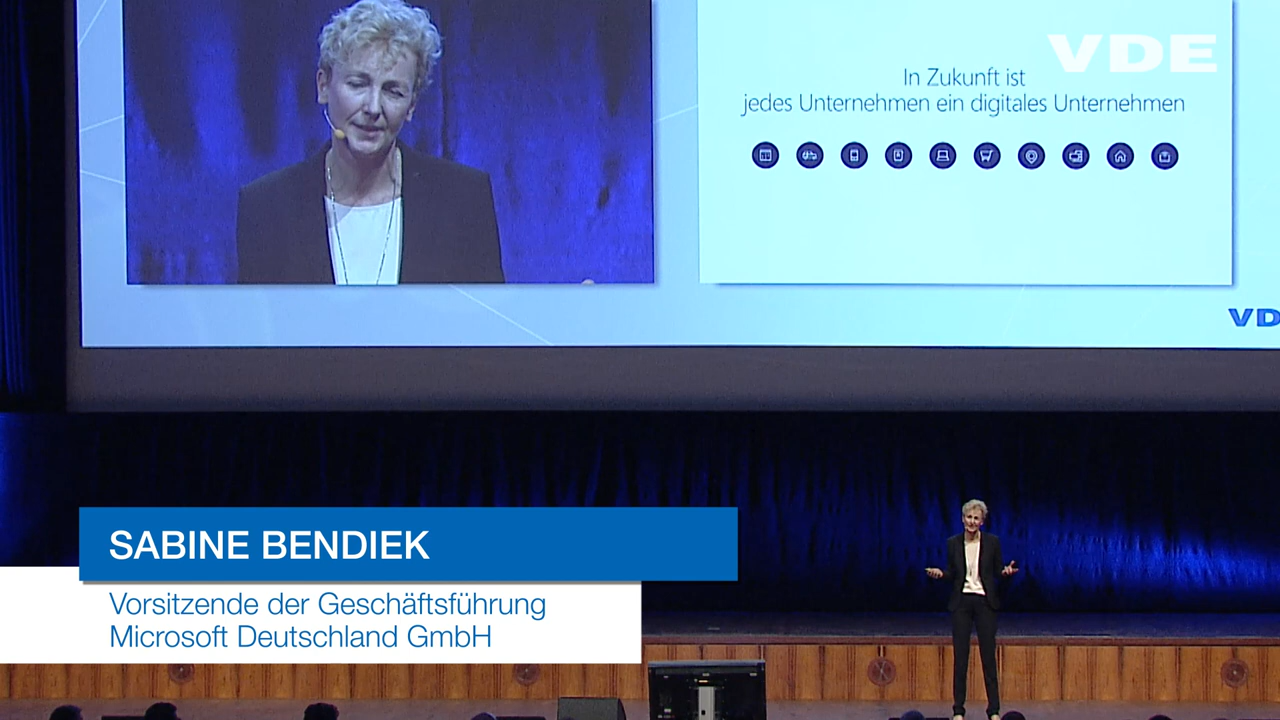 VDE
In Zukunft ist
jedes Unternehmen ein digitales Unternehmen
VD
SABINE BENDIEK
Vorsitzende der Geschäftsführung
Microsoft Deutschland GmbH